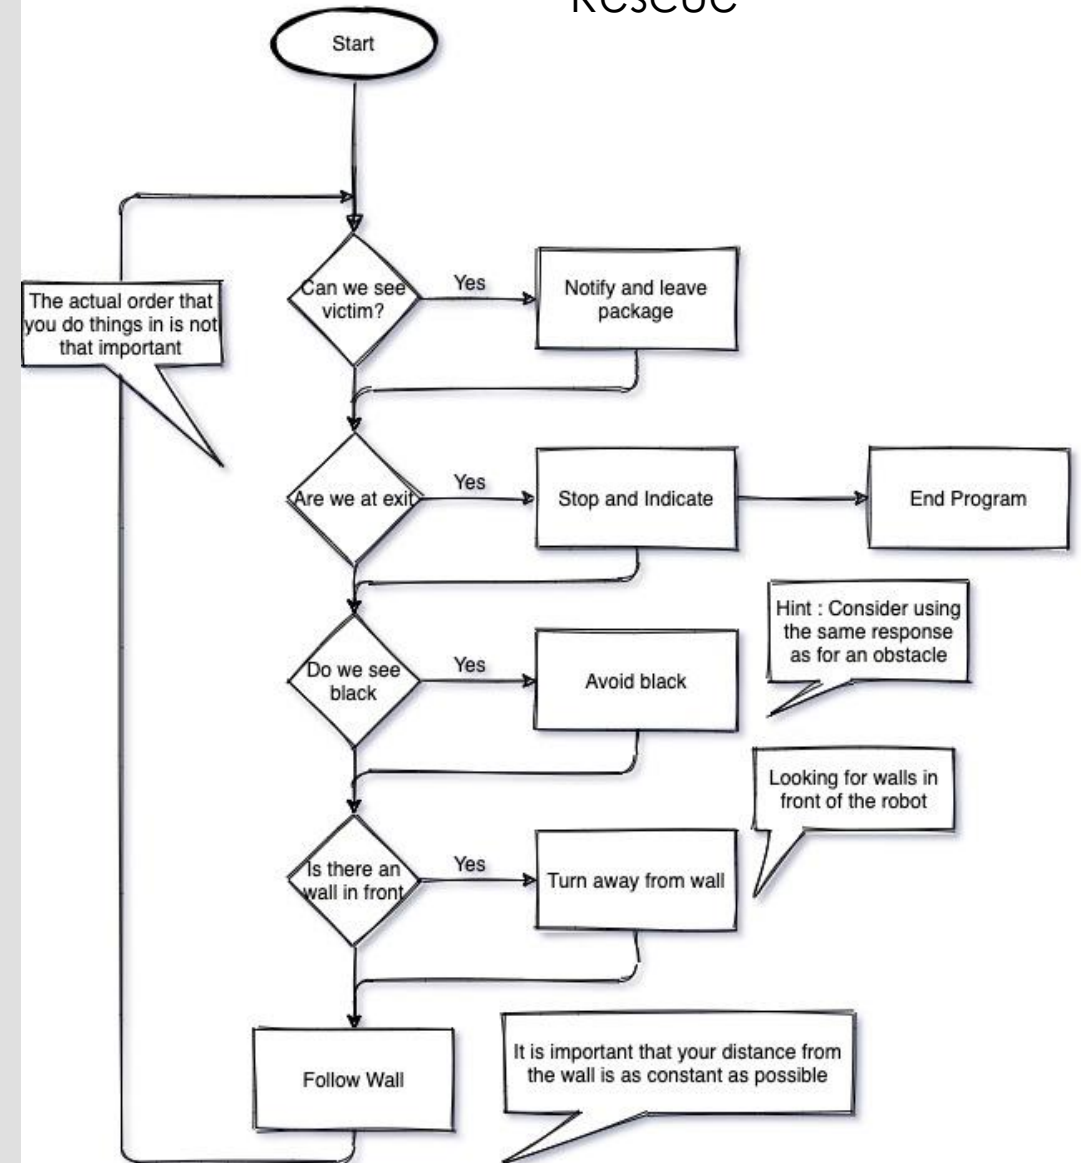 Rescue
Start
Can we see
victim?
Yes
Notify and leave
package
The actual order that
you do things in is not
that important
Are we at exit
Yes
Stop and Indicate
End Program
Hint : Consider using
the same response
as for an obstacle
Do we see
black
Yes
Avoid black
Looking for walls in
front of the robot
Is there an
wall in front
Yes
Turn away from wall
It is important that your distance from
the wall is as constant as possible
Follow Wall